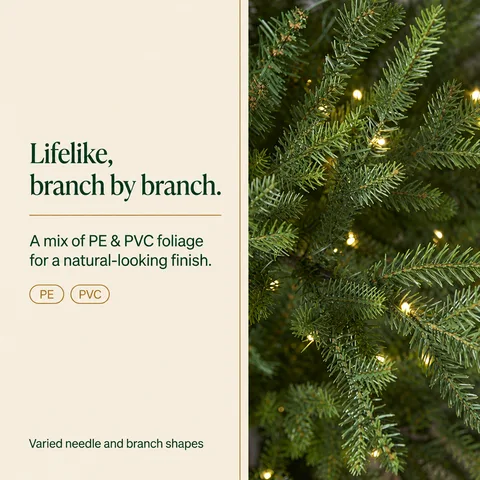 Lifelike,
branch by branch.
A mix of PE & PVC foliage
for a natural-looking finish.
PE
PVC
Varied needle and branch shapes